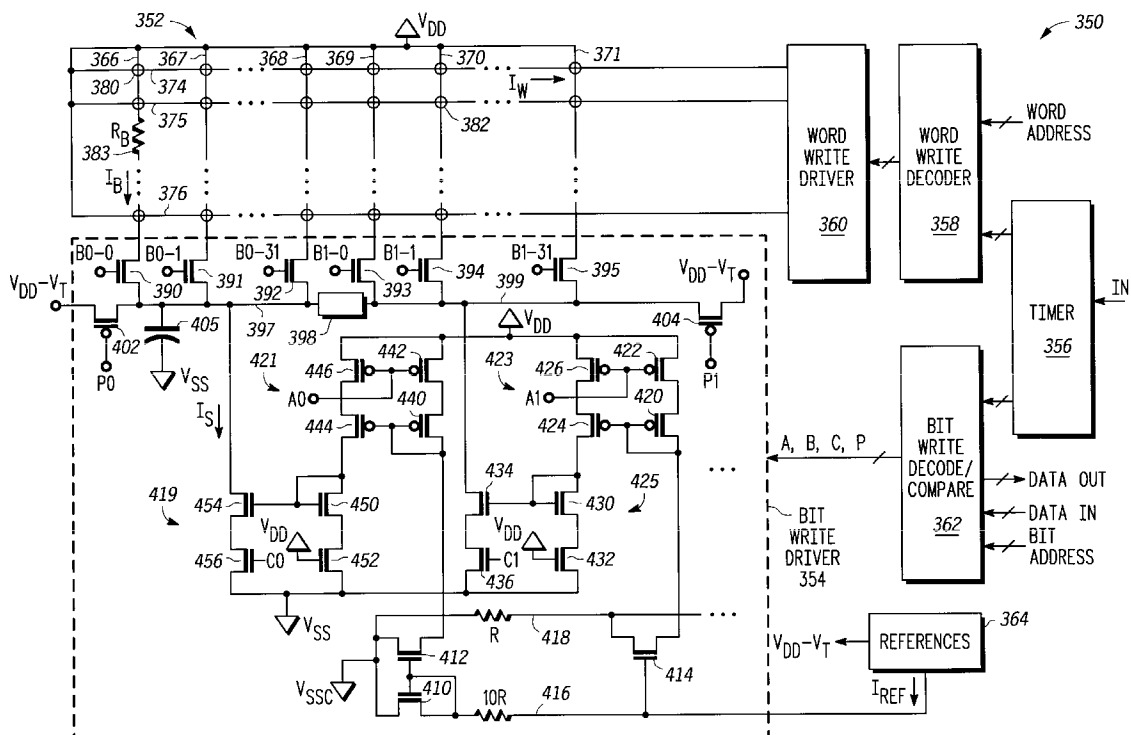 352
V_DD
350
366
367
368
369
370
371
380
374
I_W
375
382
R_B
383
I_B
376
WORD WRITE DRIVER
360
WORD WRITE DECODER
358
WORD ADDRESS
TIMER
356
IN
B0-0
B0-1
B0-31
B1-0
B1-1
B1-31
V_DD-V_T
390
391
392
393
394
395
V_DD-V_T
397
398
399
402
405
404
P0
V_SS
P1
V_DD
421
446
442
423
426
422
A0
A1
I_S
444
440
424
420
A, B, C, P
BIT WRITE DECODE/ COMPARE
362
DATA OUT
DATA IN
BIT ADDRESS
419
454
450
434
430
425
V_DD
V_DD
456
C0
452
C1
436
432
BIT WRITE DRIVER 354
V_SS
R
418
412
414
V_SSC
410
10R
416
V_DD-V_T
REFERENCES
364
I_REF